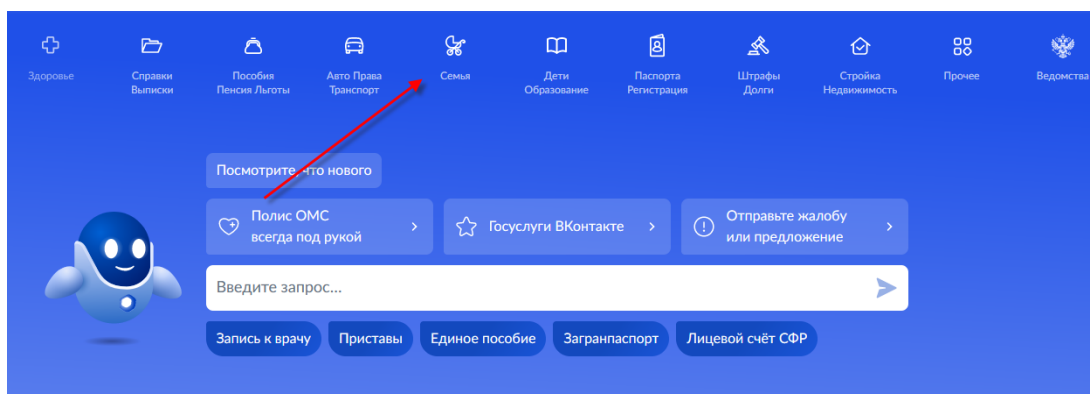 Здоровье
Справки
Выписки
Пособия
Пенсия Льготы
Авто Права
Транспорт
Семья
Дети
Образование
Паспорта
Регистрация
Штрафы
Долги
Стройка
Недвижимость
Прочее
Ведомства
Посмотрите, что нового
Полис ОМС
всегда под рукой
Госуслуги ВКонтакте
Отправьте жалобу
или предложение
Введите запрос...
Запись к врачу
Приставы
Единое пособие
Загранпаспорт
Лицевой счёт СФР